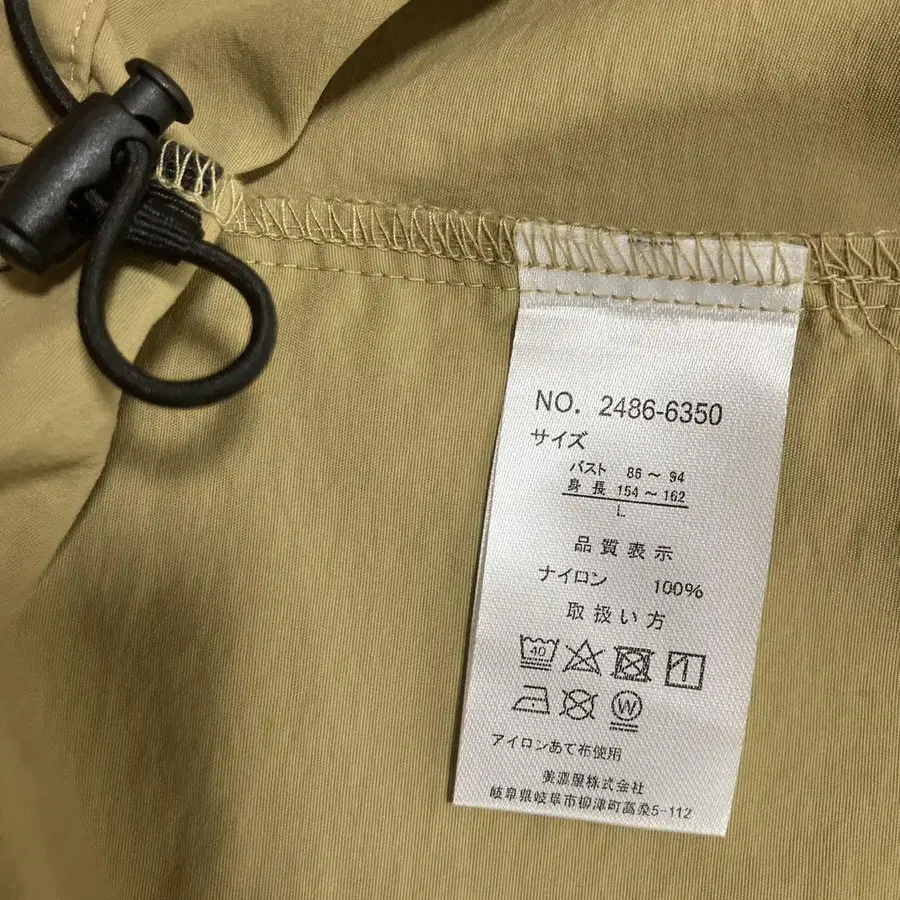 NO. 2486-6350
サイズ
バスト 86～94
身長 154～162
L
品質表示
ナイロン 100%
取扱い方
40
W
アイロンあて布使用
美濃屋株式会社
岐阜県岐阜市柳津町高桑5-112